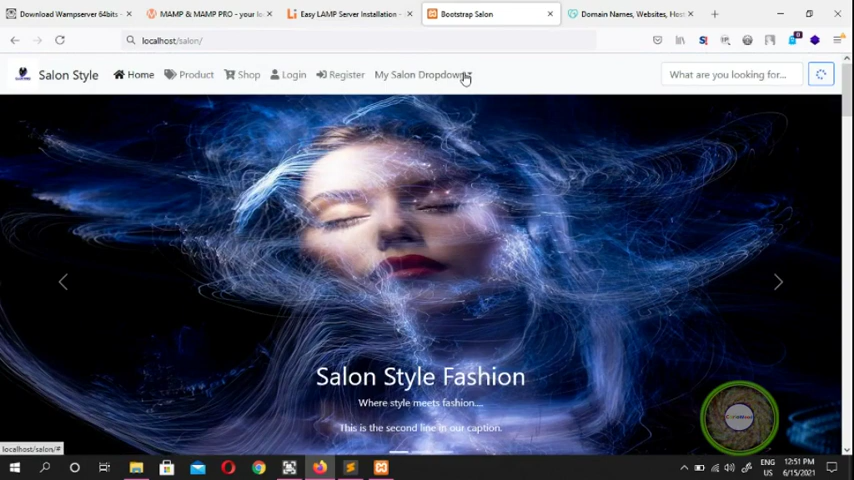 Download Wampserver 64bits
MAMP & MAMP PRO - your lo
Easy LAMP Server Installation -
Bootstrap Salon
Domain Names, Websites, Host
localhost/salon/
Salon Style
Home
Product
Shop
Login
Register
My Salon Dropdown
What are you looking for...
Salon Style Fashion
Where style meets fashion....
This is the second line in our caption.
localhost/salon/#
ENG
US
12:51 PM
6/15/2021